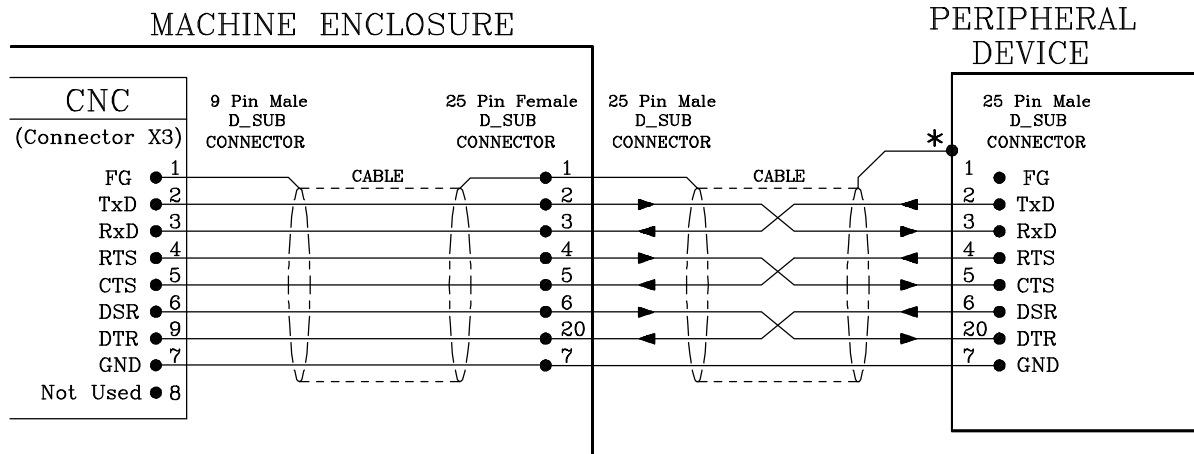 MACHINE ENCLOSURE
PERIPHERAL
DEVICE
CNC
(Connector X3)
9 Pin Male
D_SUB
CONNECTOR
25 Pin Female
D_SUB
CONNECTOR
25 Pin Male
D_SUB
CONNECTOR
25 Pin Male
D_SUB
CONNECTOR
*
FG 1 CABLE 1 CABLE 1 FG
TxD 2 2 2 TxD
RxD 3 3 3 RxD
RTS 4 4 4 RTS
CTS 5 5 5 CTS
DSR 6 6 6 DSR
DTR 9 20 20 DTR
GND 7 7 7 GND
Not Used 8